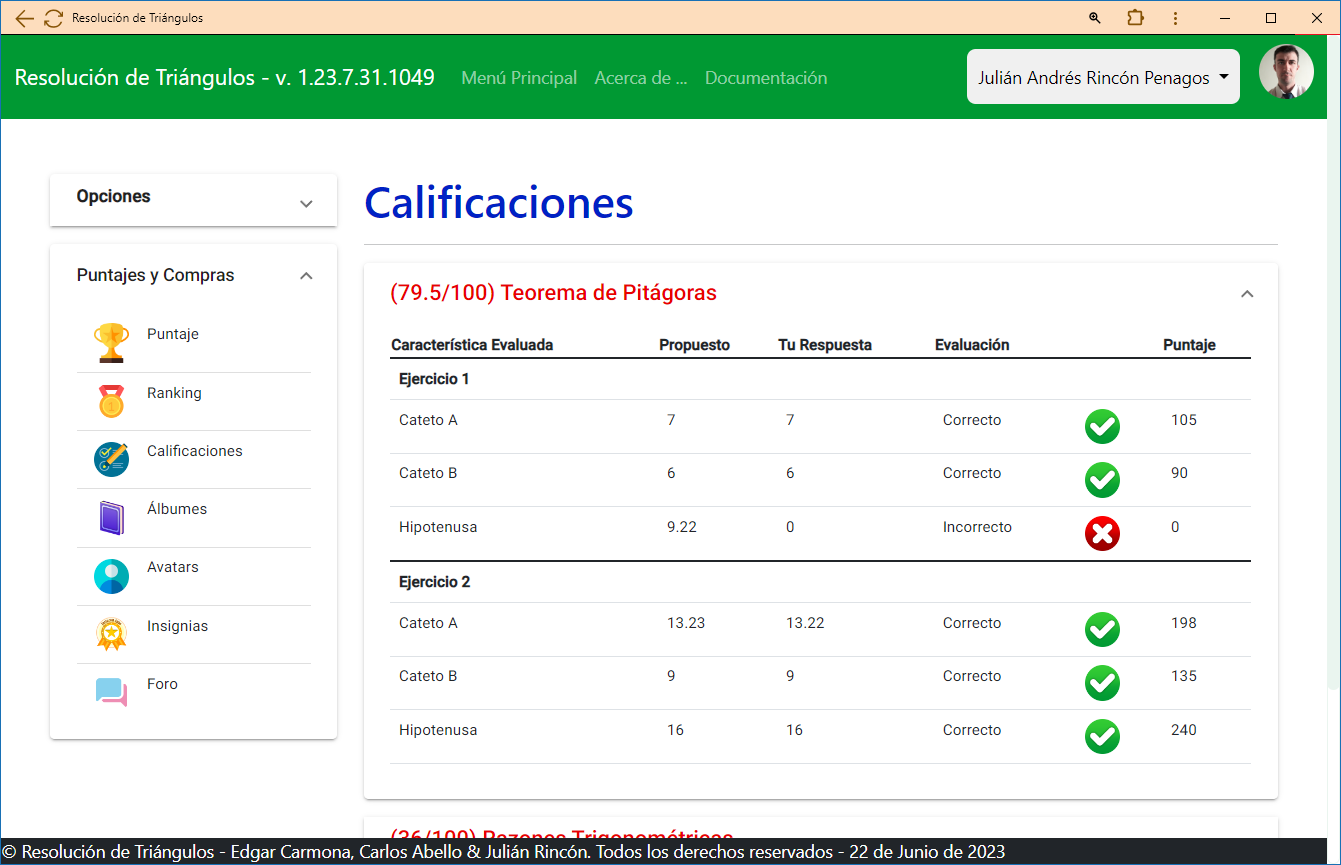 Resolución de Triángulos
Resolución de Triángulos - v. 1.23.7.31.1049 Menú Principal Acerca de ... Documentación Julián Andrés Rincón Penagos
Opciones
Puntajes y Compras
Puntaje
Ranking
Calificaciones
Álbumes
Avatars
Insignias
Foro
Calificaciones
(79.5/100) Teorema de Pitágoras
Característica Evaluada Propuesto Tu Respuesta Evaluación Puntaje
Ejercicio 1
Cateto A 7 7 Correcto 105
Cateto B 6 6 Correcto 90
Hipotenusa 9.22 0 Incorrecto 0
Ejercicio 2
Cateto A 13.23 13.22 Correcto 198
Cateto B 9 9 Correcto 135
Hipotenusa 16 16 Correcto 240
(36/100) Razones Trigonométricas
© Resolución de Triángulos - Edgar Carmona, Carlos Abello & Julián Rincón. Todos los derechos reservados - 22 de Junio de 2023